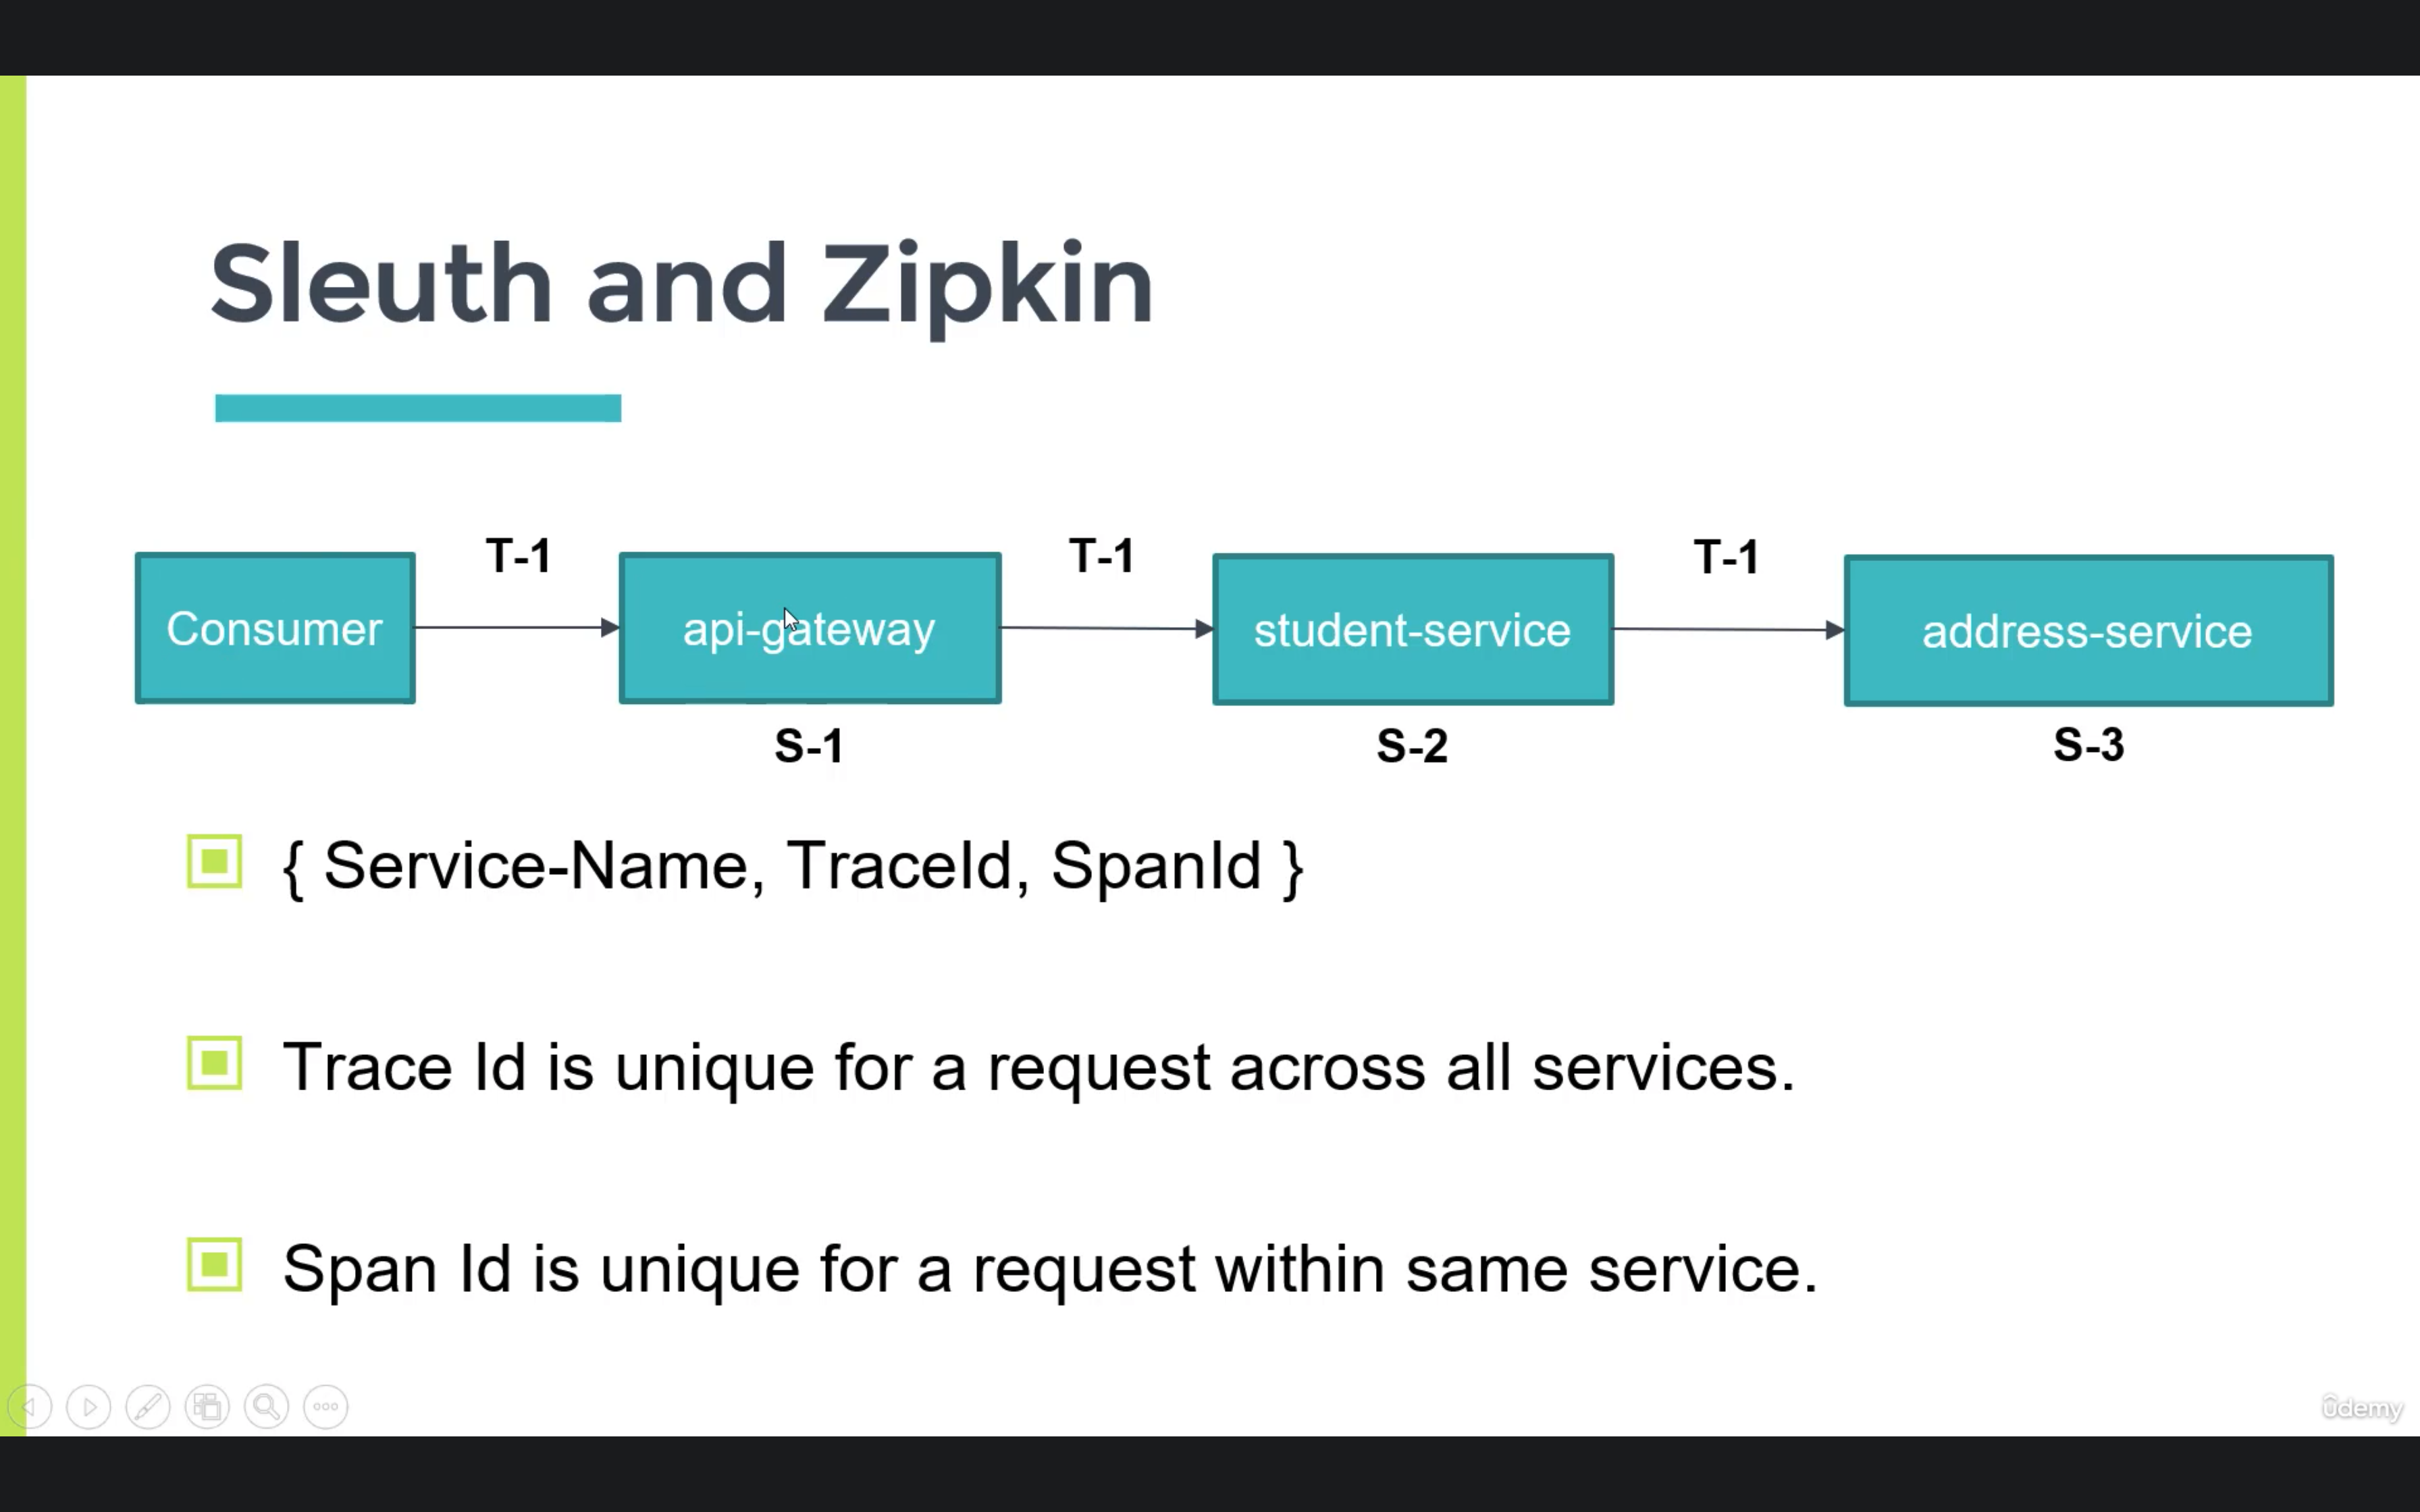 Sleuth and Zipkin
T-1 T-1 T-1
Consumer api-gateway student-service address-service
S-1 S-2 S-3
{ Service-Name, TraceId, SpanId }
Trace Id is unique for a request across all services.
Span Id is unique for a request within same service.
ûdemy